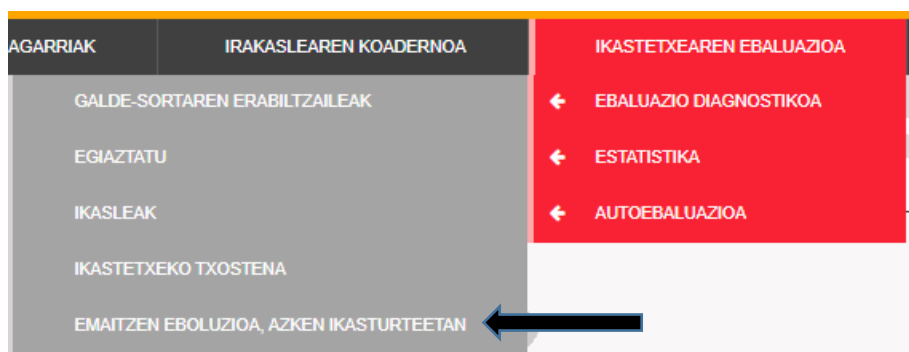 AGARRIAK IRAKASLEAREN KOADERNOA IKASTETXEAREN EBALUAZIOA
GALDE-SORTAREN ERABILTZAILEAK EBALUAZIO DIAGNOSTIKOA
EGIAZTATU ESTATISTIKA
IKASLEAK AUTOEBALUAZIOA
IKASTETXEKO TXOSTENA
EMAITZEN EBOLUZIOA, AZKEN IKASTURTEETAN